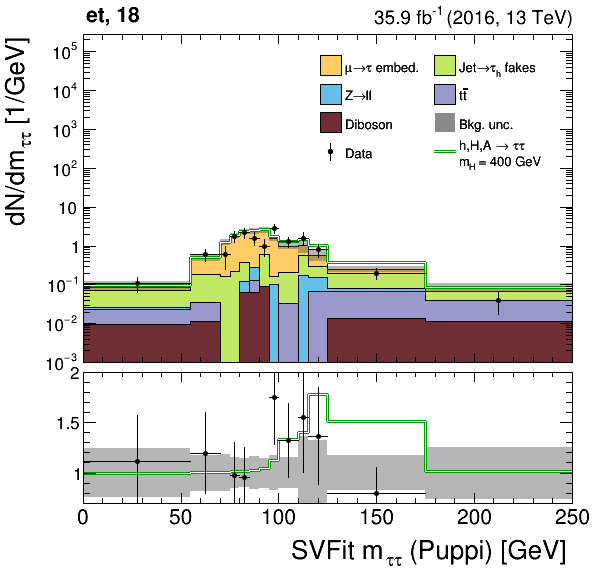 et, 18
35.9 fb⁻¹ (2016, 13 TeV)
dN/dm_ττ [1/GeV]
10⁵
10⁴
10³
10²
10
1
10⁻¹
10⁻²
10⁻³
μ→τ embed.
Jet→τ_h fakes
Z→ll
tt̄
Diboson
Bkg. unc.
Data
h,H,A → ττ
m_H = 400 GeV
2
1.5
1
0 50 100 150 200 250
SVFit m_ττ (Puppi) [GeV]